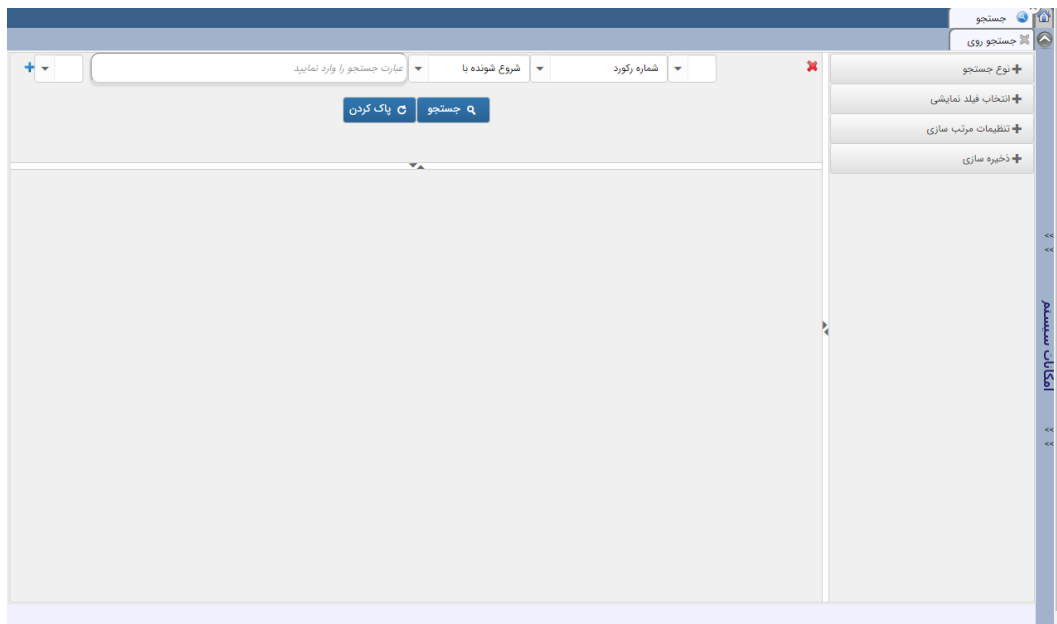 جستجو
جستجو روی
نوع جستجو
انتخاب فیلد نمایشی
تنظیمات مرتب سازی
ذخیره سازی
شماره رکورد
شروع شونده با
عبارت جستجو را وارد نمایید
جستجو
پاک کردن
>>
>>
امکانات سیستم
>>
>>